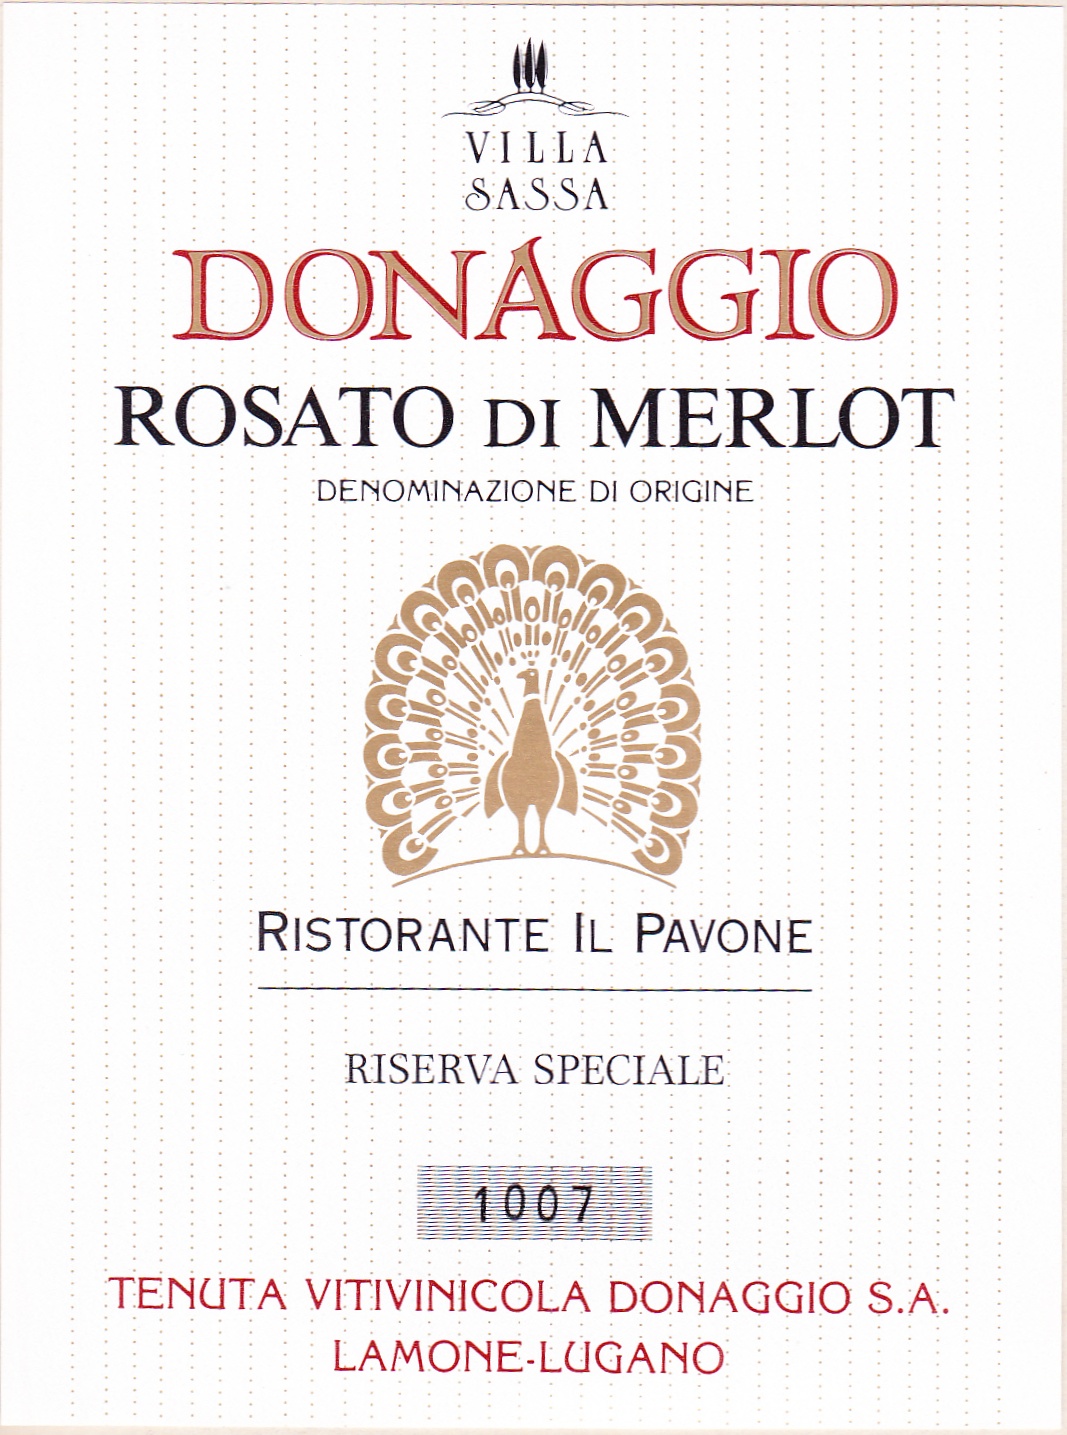 VILLA
SASSA
DONAGGIO
ROSATO DI MERLOT
DENOMINAZIONE DI ORIGINE
RISTORANTE IL PAVONE
RISERVA SPECIALE
1007
TENUTA VITIVINICOLA DONAGGIO S.A.
LAMONE-LUGANO